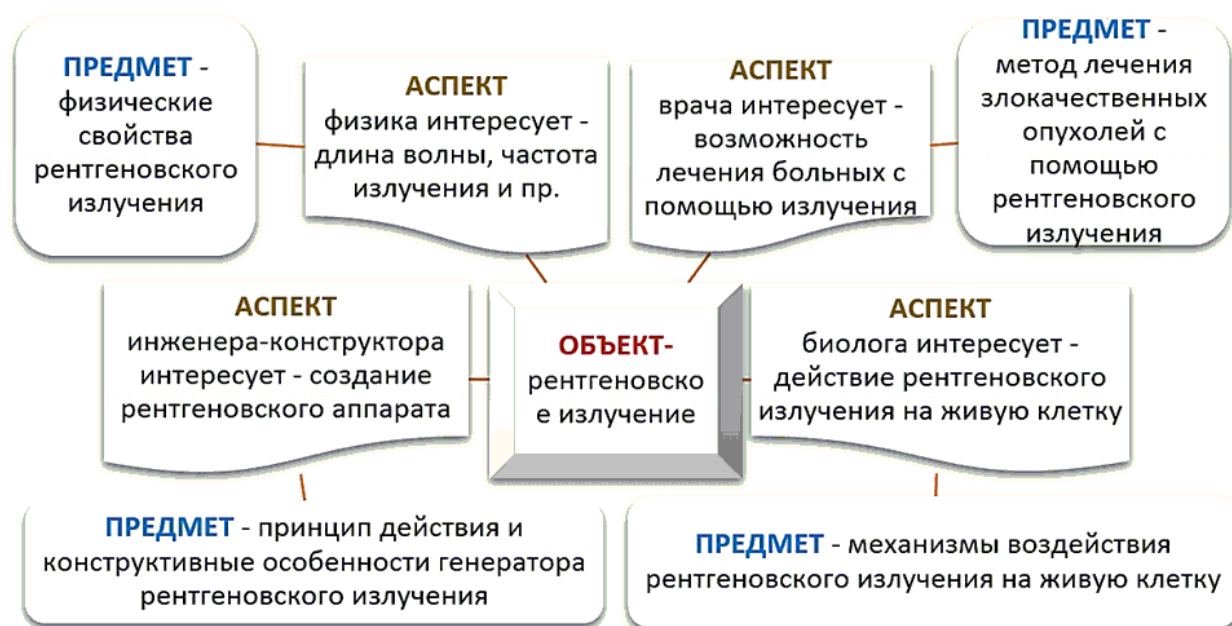 ПРЕДМЕТ -
физические
свойства
рентгеновского
излучения
АСПЕКТ
физика интересует -
длина волны, частота
излучения и пр.
АСПЕКТ
врача интересует -
возможность
лечения больных с
помощью излучения
ПРЕДМЕТ -
метод лечения
злокачественных
опухолей с
помощью
рентгеновского
излучения
АСПЕКТ
инженера-конструктора
интересует - создание
рентгеновского аппарата
ОБЪЕКТ-
рентгеновско
е излучение
АСПЕКТ
биолога интересует -
действие рентгеновского
излучения на живую клетку
ПРЕДМЕТ - принцип действия и
конструктивные особенности генератора
рентгеновского излучения
ПРЕДМЕТ - механизмы воздействия
рентгеновского излучения на живую клетку